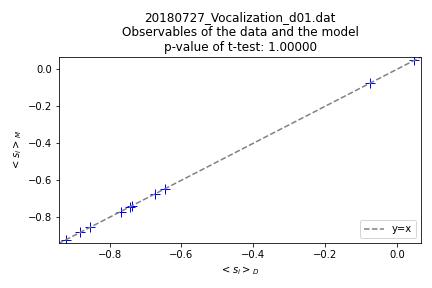 20180727_Vocalization_d01.dat
Observables of the data and the model
p-value of t-test: 1.00000
0.0
−0.2
−0.4
−0.6
−0.8
< s_i >_M
y=x
−0.8
−0.6
−0.4
−0.2
0.0
< s_i >_D